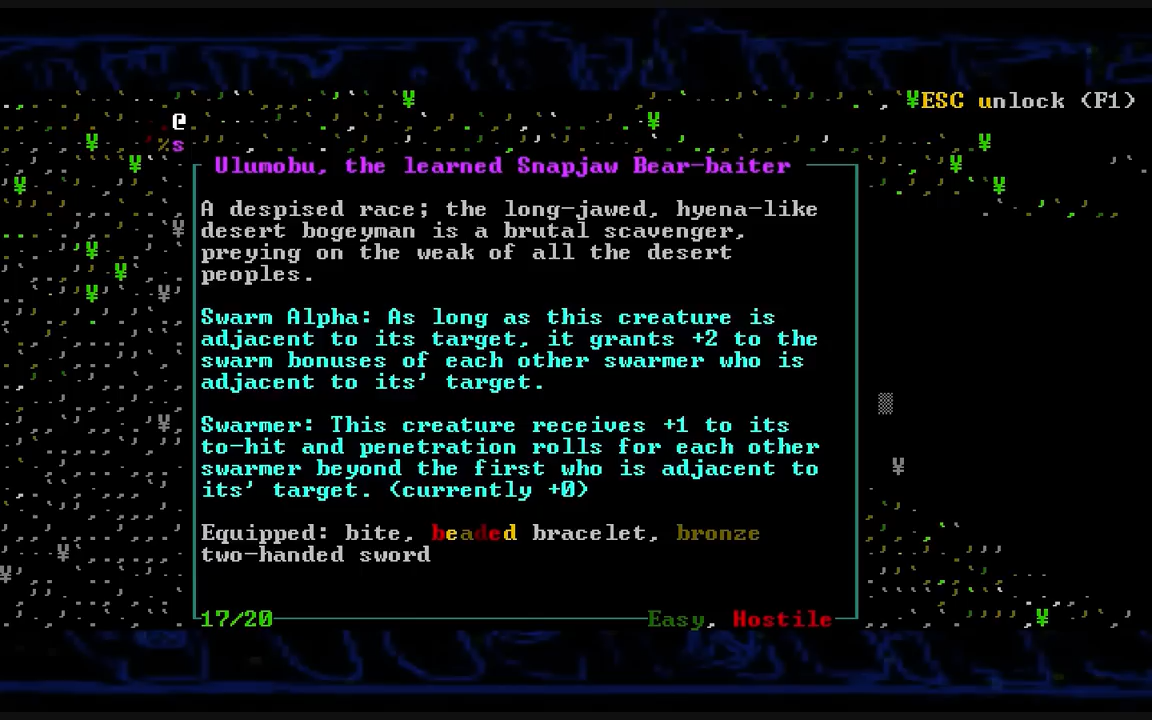 ESC unlock (F1)
@
s
Ulumobu, the learned Snapjaw Bear-baiter
A despised race; the long-jawed, hyena-like
desert bogeyman is a brutal scavenger,
preying on the weak of all the desert
peoples.
Swarm Alpha: As long as this creature is
adjacent to its target, it grants +2 to the
swarm bonuses of each other swarmer who is
adjacent to its' target.
Swarmer: This creature receives +1 to its
to-hit and penetration rolls for each other
swarmer beyond the first who is adjacent to
its' target. (currently +0)
Equipped: bite, beaded bracelet, bronze
two-handed sword
17/20 Easy, Hostile